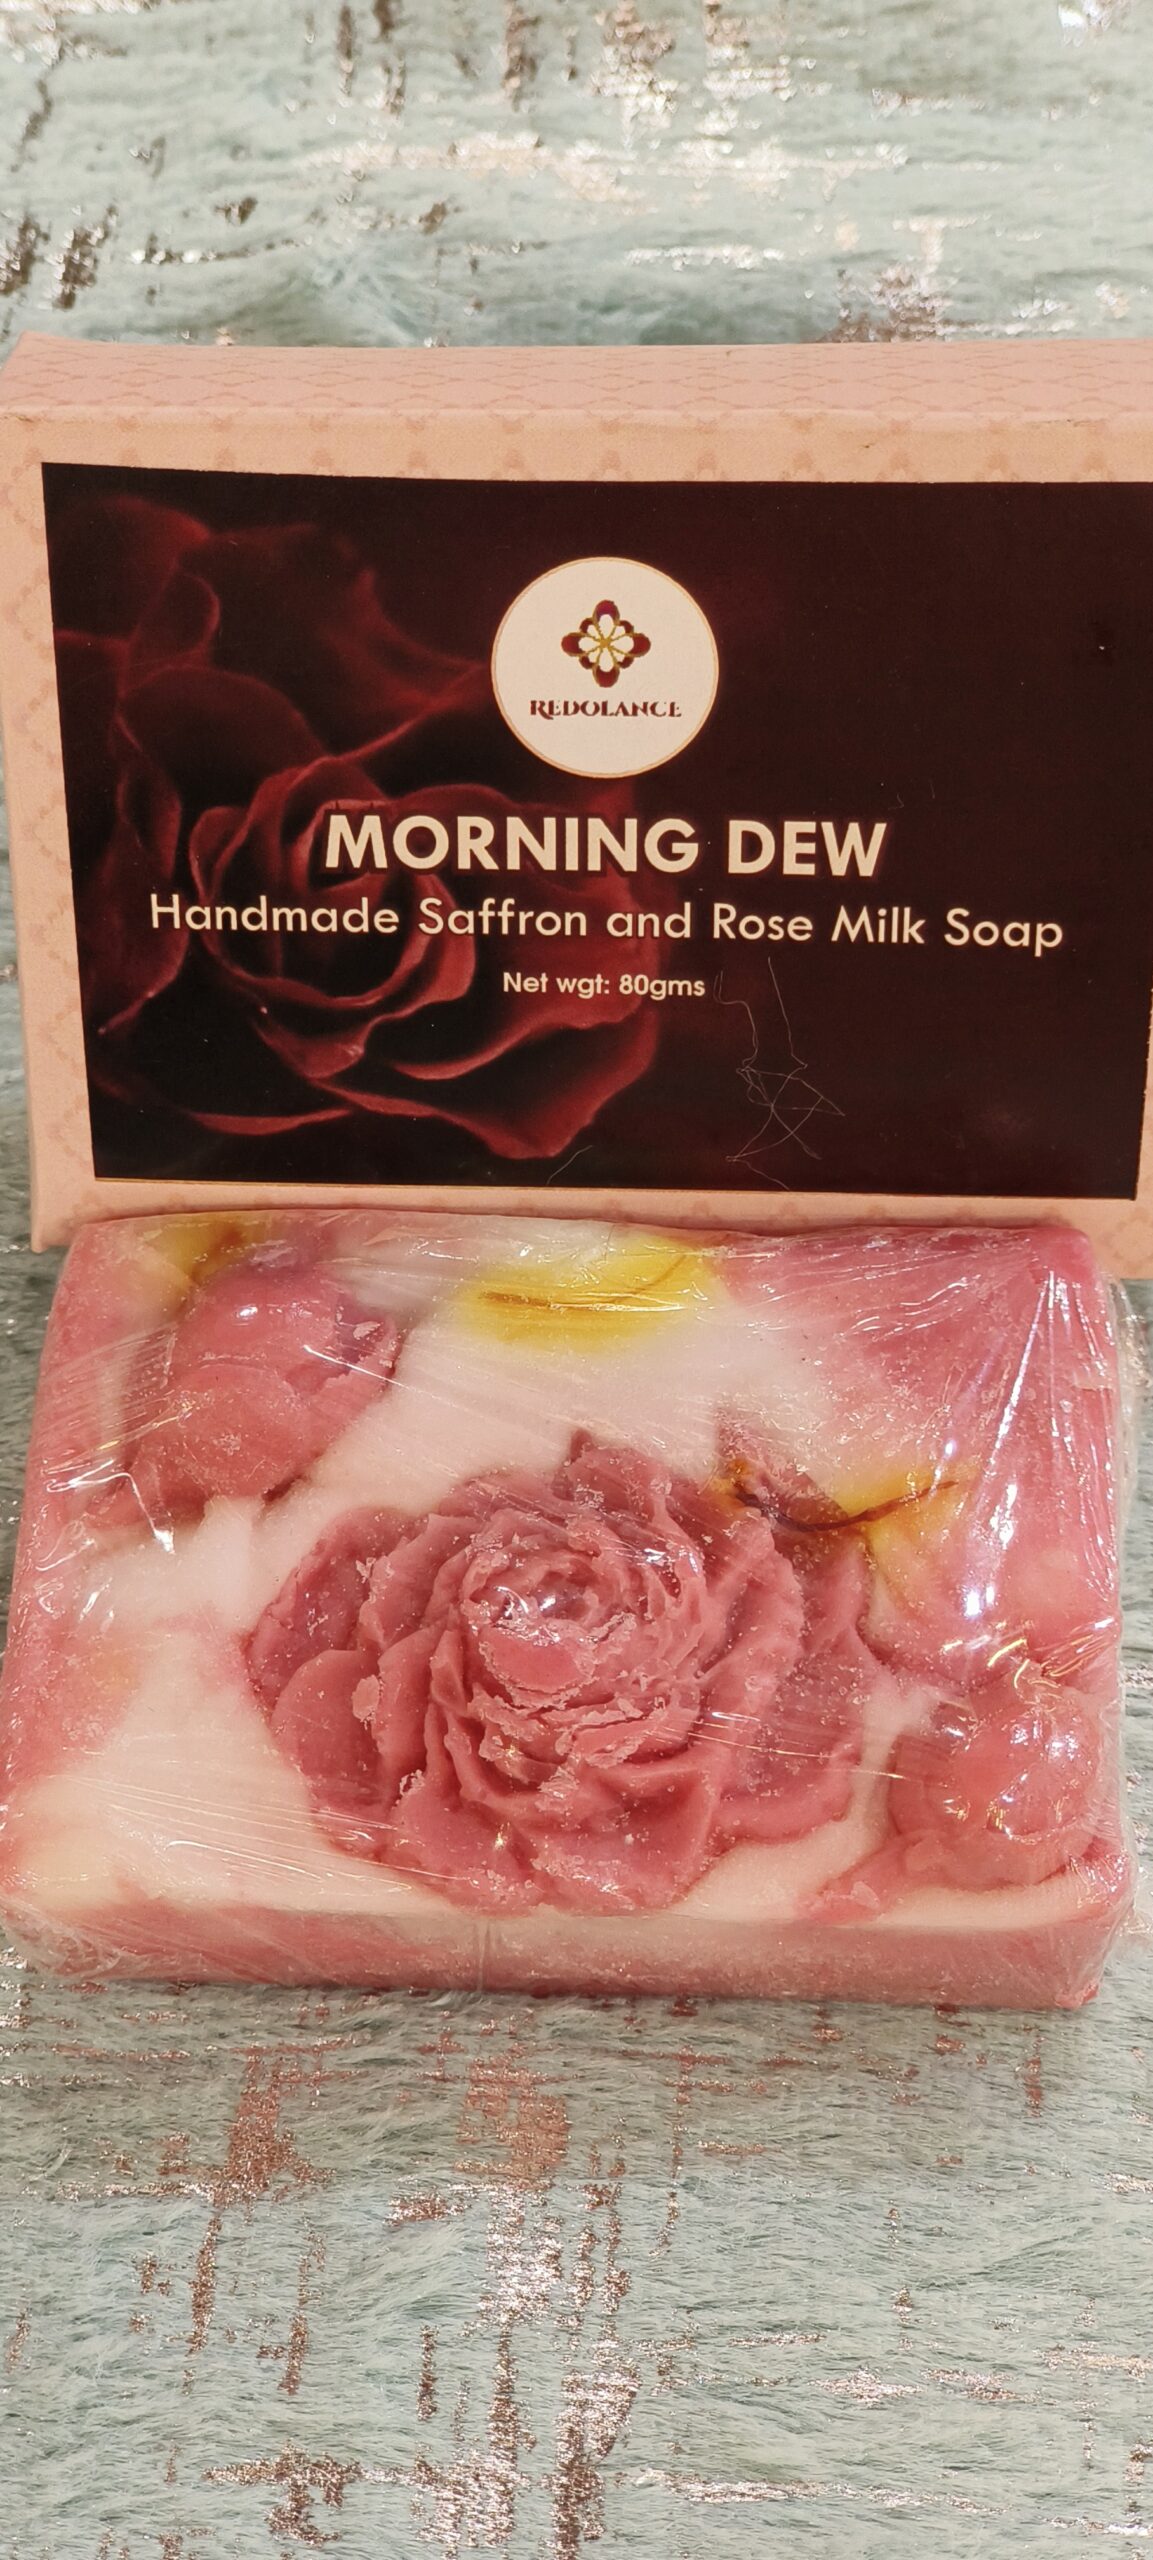 REDOLANCE
MORNING DEW
Handmade Saffron and Rose Milk Soap
Net wgt: 80gms